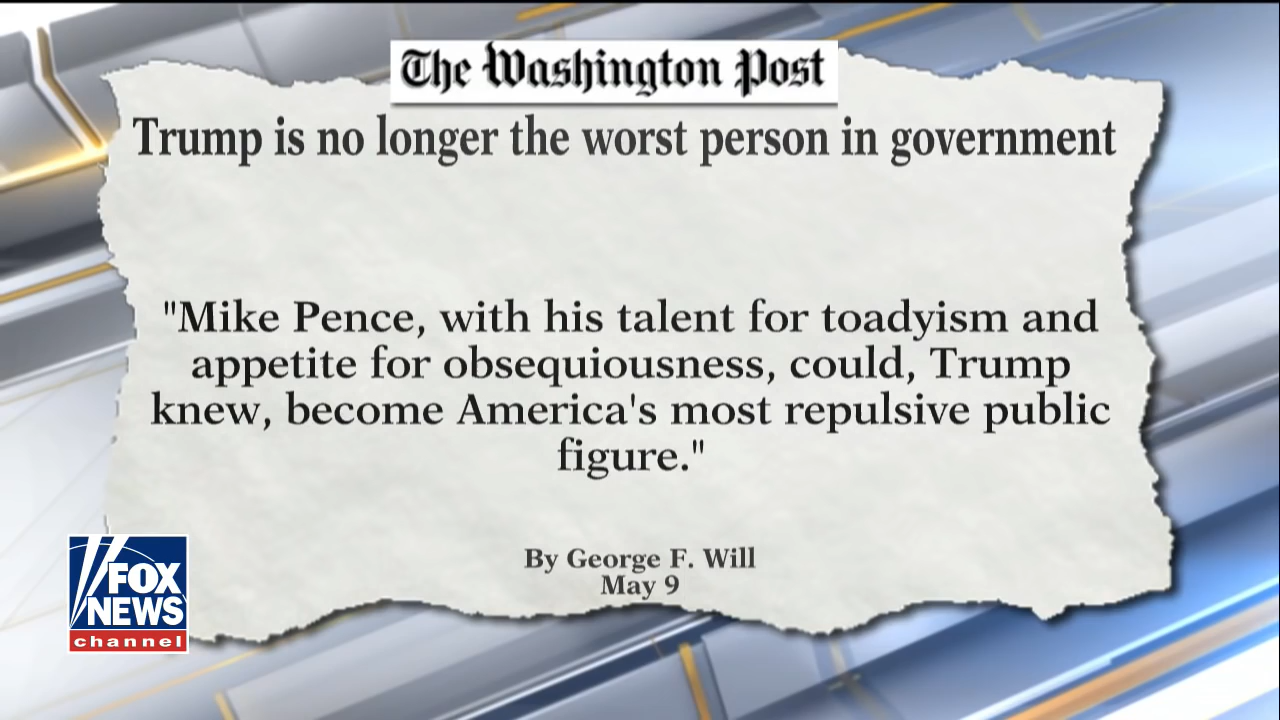 The Washington Post
Trump is no longer the worst person in government
"Mike Pence, with his talent for toadyism and
appetite for obsequiousness, could, Trump
knew, become America's most repulsive public
figure."
By George F. Will
May 9
FOX
NEWS
channel